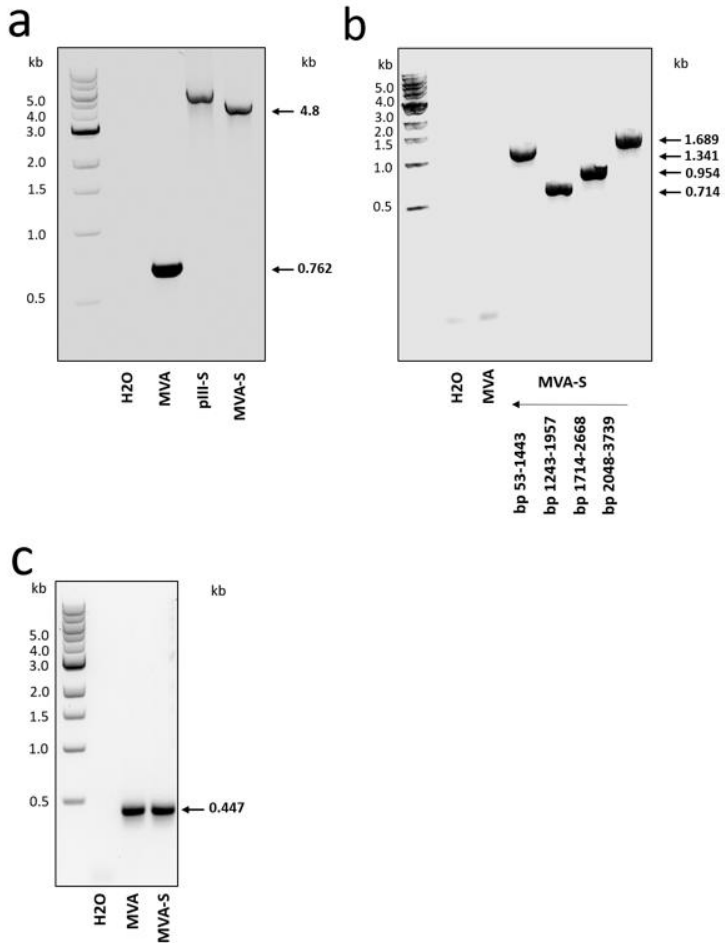 a
kb
kb
5.0
4.0
3.0
2.0
1.5
1.0
0.5
4.8
0.762
H2O
MVA
pIII-S
MVA-S
b
kb
kb
5.0
4.0
3.0
2.0
1.5
1.0
0.5
1.689
1.341
0.954
0.714
H2O
MVA
MVA-S
bp 53-1443
bp 1243-1957
bp 1714-2668
bp 2048-3739
c
kb
kb
5.0
4.0
3.0
2.0
1.5
1.0
0.5
0.447
H2O
MVA
MVA-S